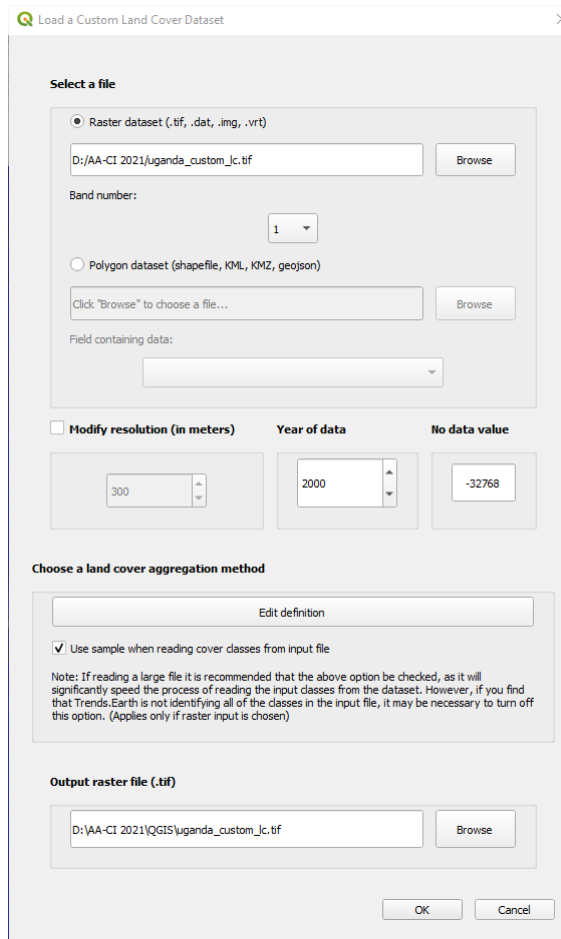 Load a Custom Land Cover Dataset
Select a file
Raster dataset (.tif, .dat, .img, .vrt)
D:/AA-CI 2021/uganda_custom_lc.tif
Browse
Band number:
1
Polygon dataset (shapefile, KML, KMZ, geojson)
Click "Browse" to choose a file...
Browse
Field containing data:
Modify resolution (in meters)
Year of data
No data value
300
2000
-32768
Choose a land cover aggregation method
Edit definition
Use sample when reading cover classes from input file
Note: If reading a large file it is recommended that the above option be checked, as it will
significantly speed the process of reading the input classes from the dataset. However, if you find
that Trends.Earth is not identifying all of the classes in the input file, it may be necessary to turn off
this option. (Applies only if raster input is chosen)
Output raster file (.tif)
D:\AA-CI 2021\QGIS\uganda_custom_lc.tif
Browse
OK
Cancel